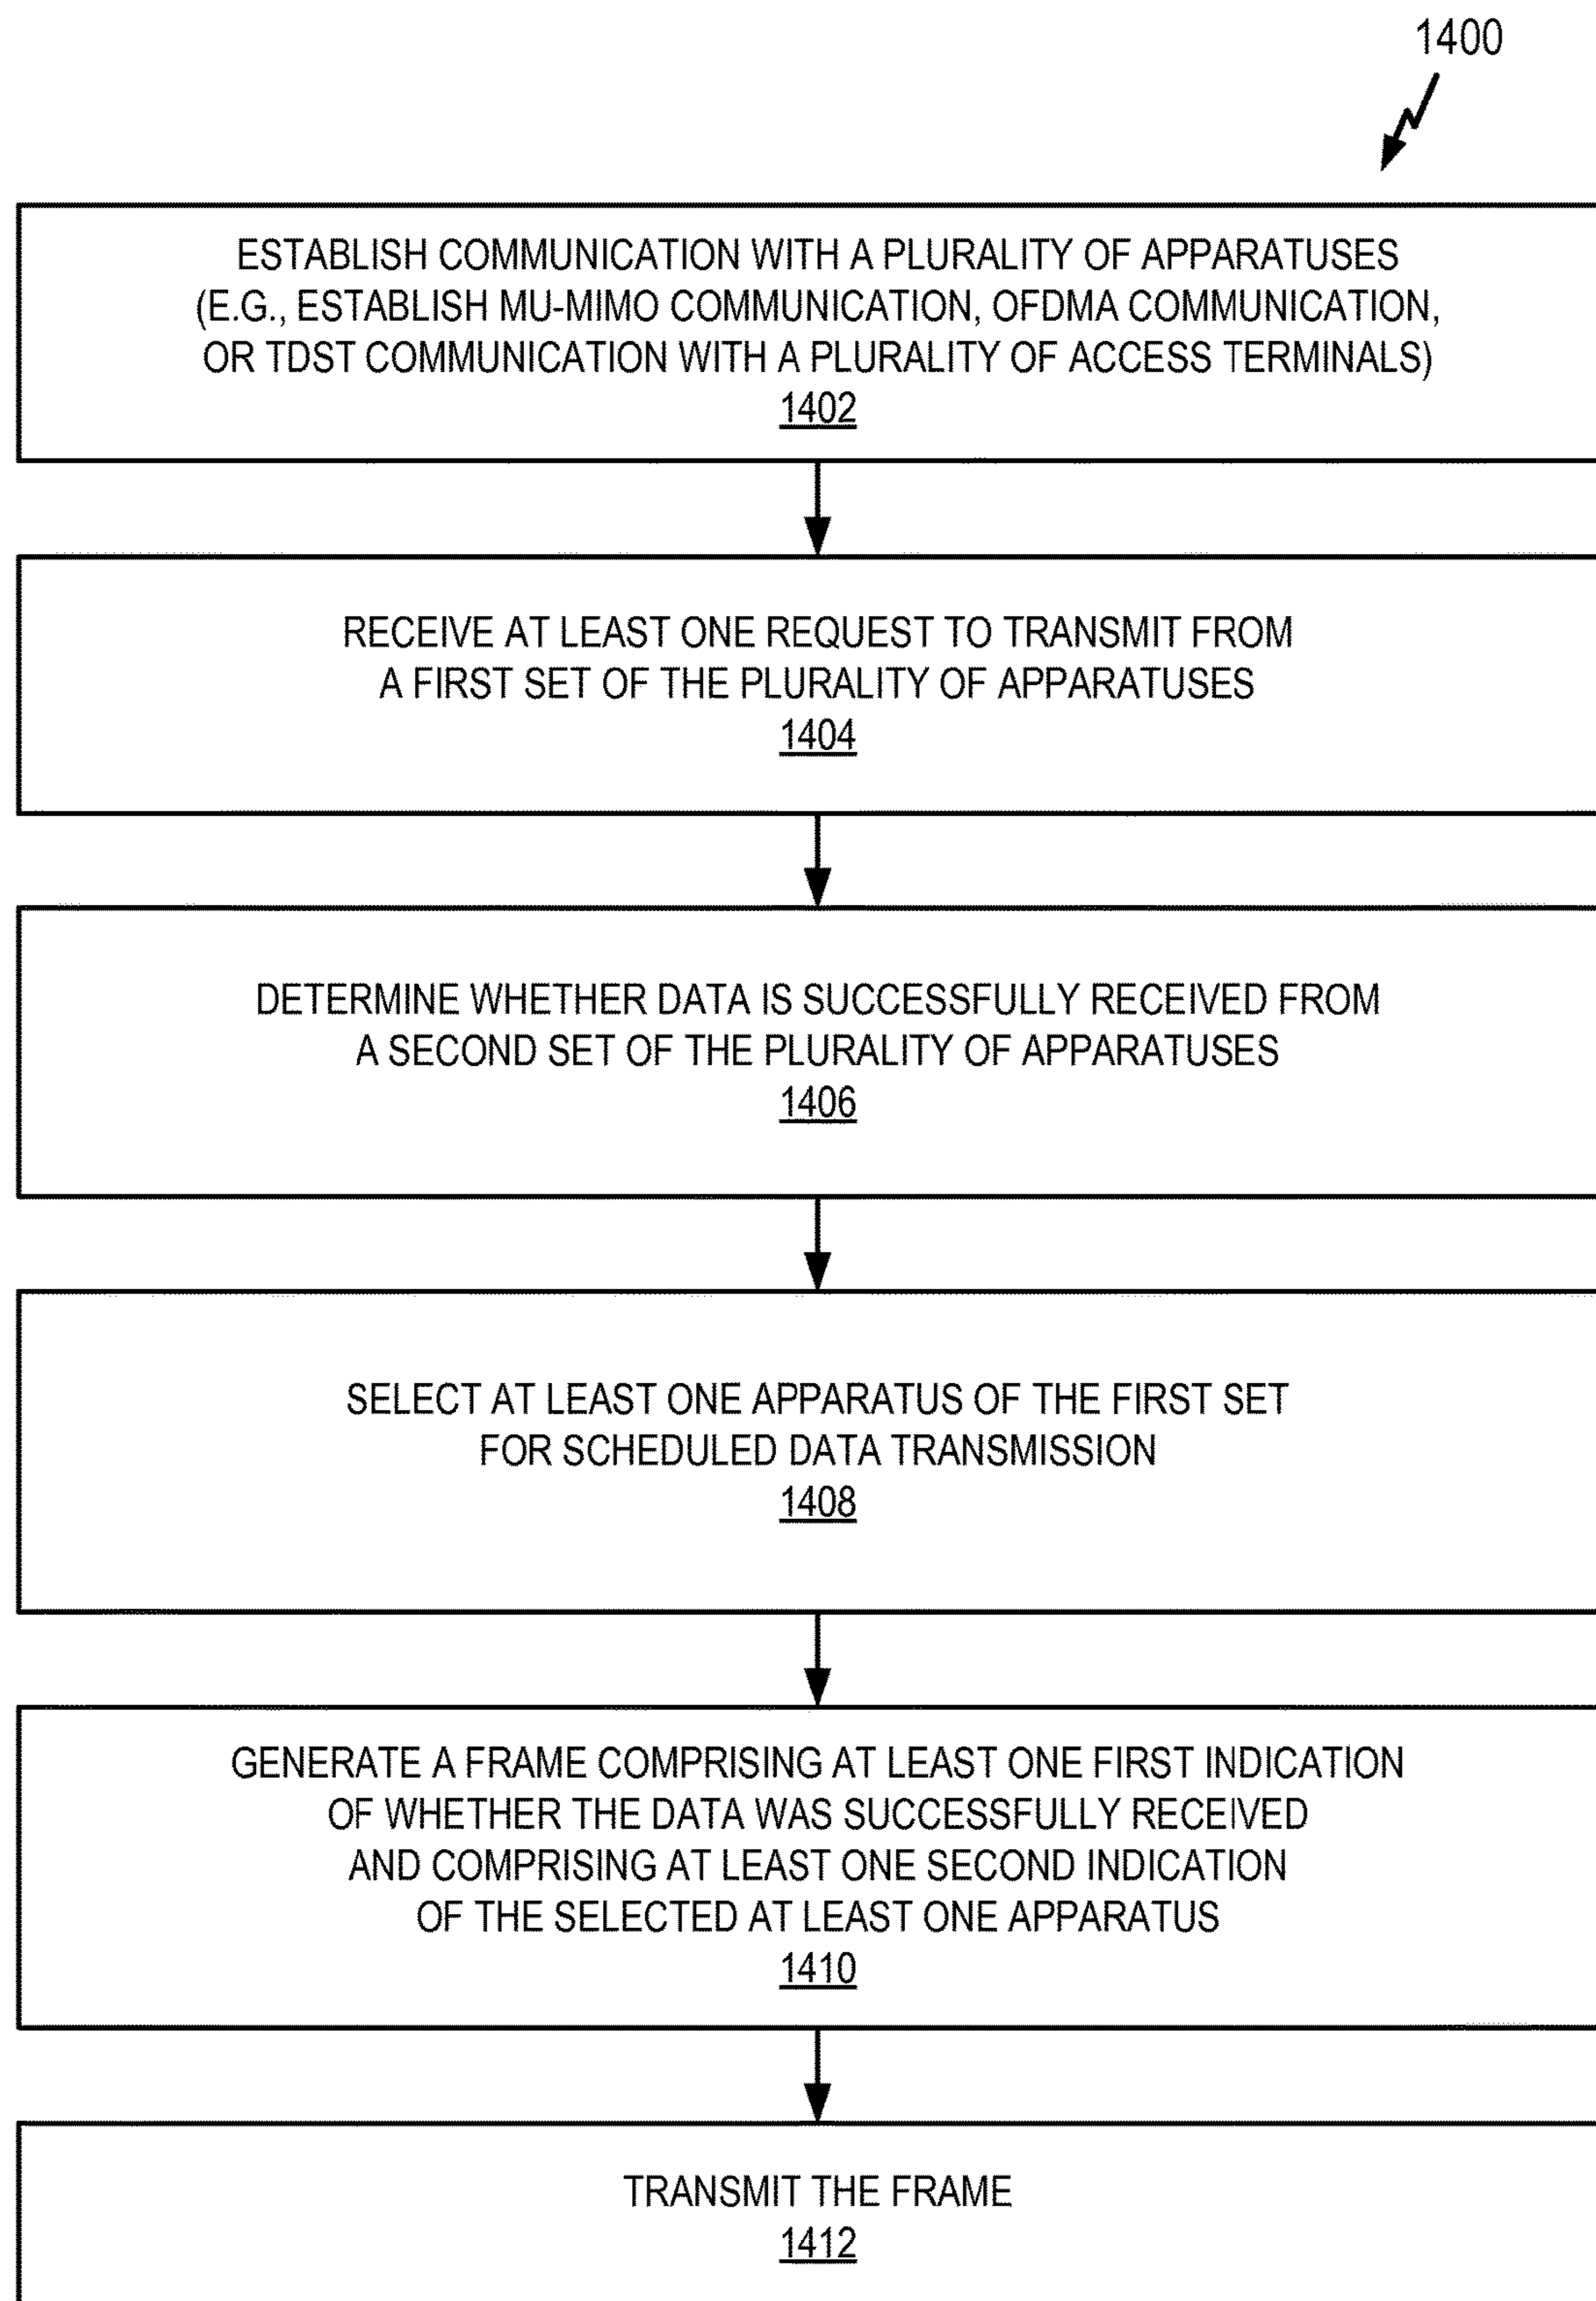 1400
ESTABLISH COMMUNICATION WITH A PLURALITY OF APPARATUSES
(E.G., ESTABLISH MU-MIMO COMMUNICATION, OFDMA COMMUNICATION,
OR TDST COMMUNICATION WITH A PLURALITY OF ACCESS TERMINALS)
1402
RECEIVE AT LEAST ONE REQUEST TO TRANSMIT FROM
A FIRST SET OF THE PLURALITY OF APPARATUSES
1404
DETERMINE WHETHER DATA IS SUCCESSFULLY RECEIVED FROM
A SECOND SET OF THE PLURALITY OF APPARATUSES
1406
SELECT AT LEAST ONE APPARATUS OF THE FIRST SET
FOR SCHEDULED DATA TRANSMISSION
1408
GENERATE A FRAME COMPRISING AT LEAST ONE FIRST INDICATION
OF WHETHER THE DATA WAS SUCCESSFULLY RECEIVED
AND COMPRISING AT LEAST ONE SECOND INDICATION
OF THE SELECTED AT LEAST ONE APPARATUS
1410
TRANSMIT THE FRAME
1412